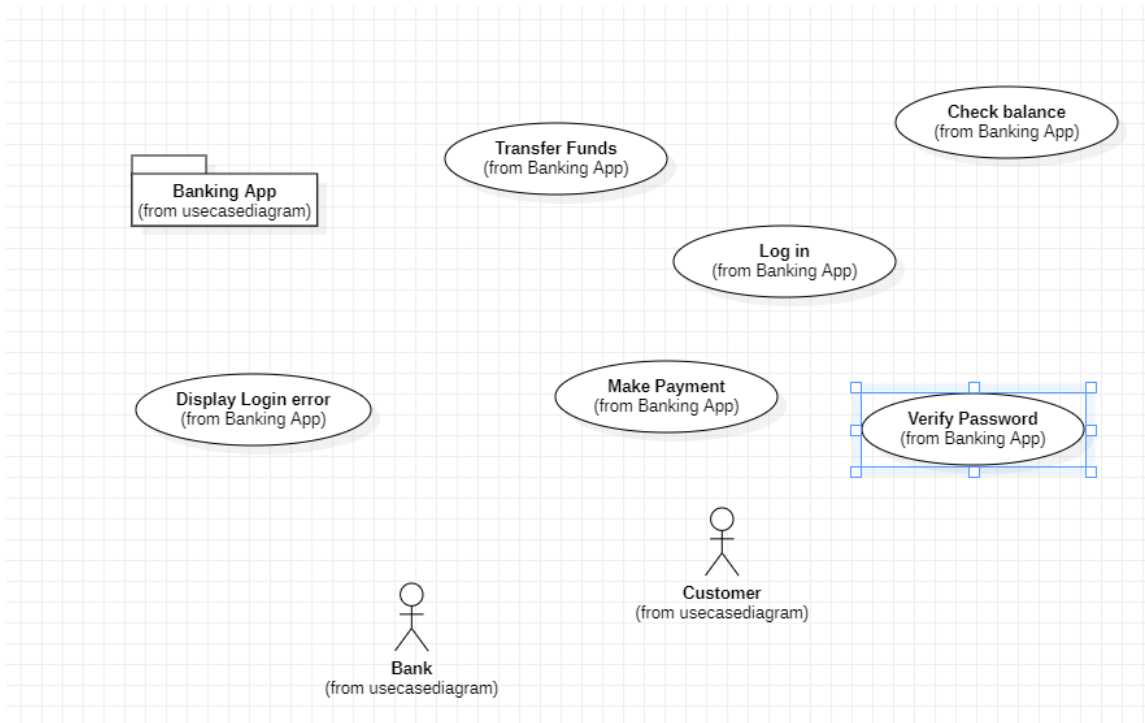 Check balance
(from Banking App)
Transfer Funds
(from Banking App)
Banking App
(from usecasediagram)
Log in
(from Banking App)
Display Login error
(from Banking App)
Make Payment
(from Banking App)
Verify Password
(from Banking App)
Customer
(from usecasediagram)
Bank
(from usecasediagram)